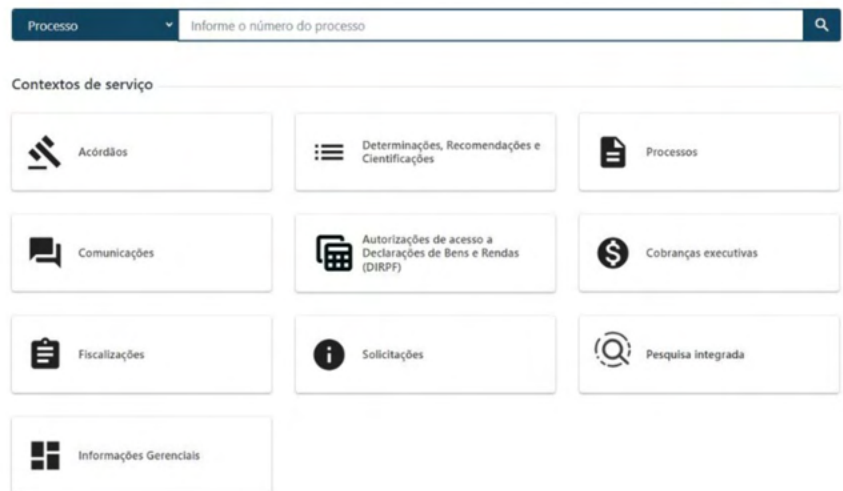 Processo
Informe o número do processo
Contextos de serviço
Acórdãos
Determinações, Recomendações e
Cientificações
Processos
Comunicações
Autorizações de acesso a
Declarações de Bens e Rendas
(DIRPF)
Cobranças executivas
Fiscalizações
Solicitações
Pesquisa integrada
Informações Gerenciais